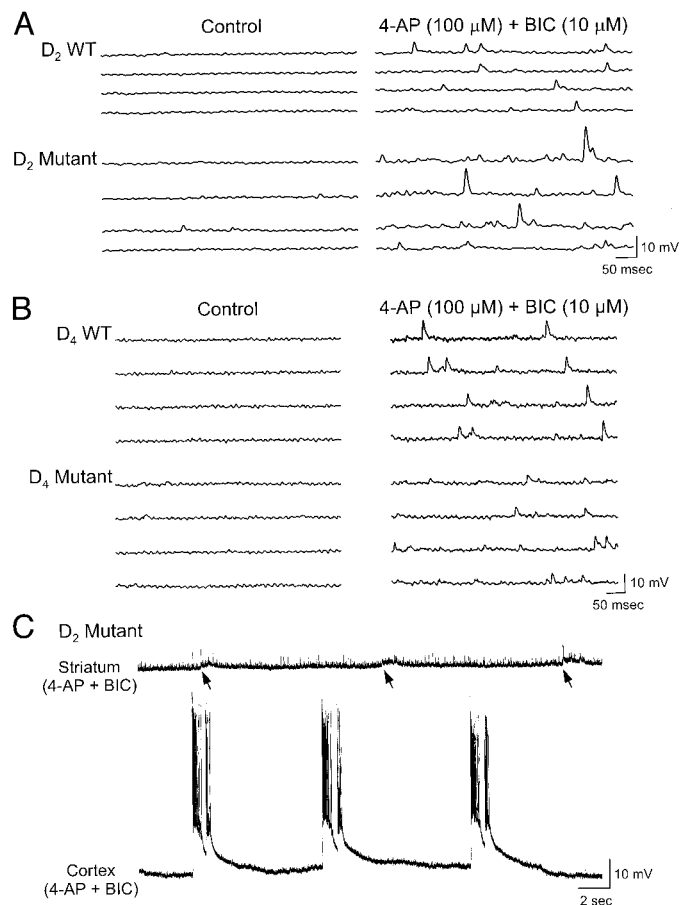 A
Control 4-AP (100 μM) + BIC (10 μM)
D2 WT
D2 Mutant
10 mV
50 msec
B
Control 4-AP (100 μM) + BIC (10 μM)
D4 WT
D4 Mutant
10 mV
50 msec
C D2 Mutant
Striatum
(4-AP + BIC)
Cortex
(4-AP + BIC)
10 mV
2 sec